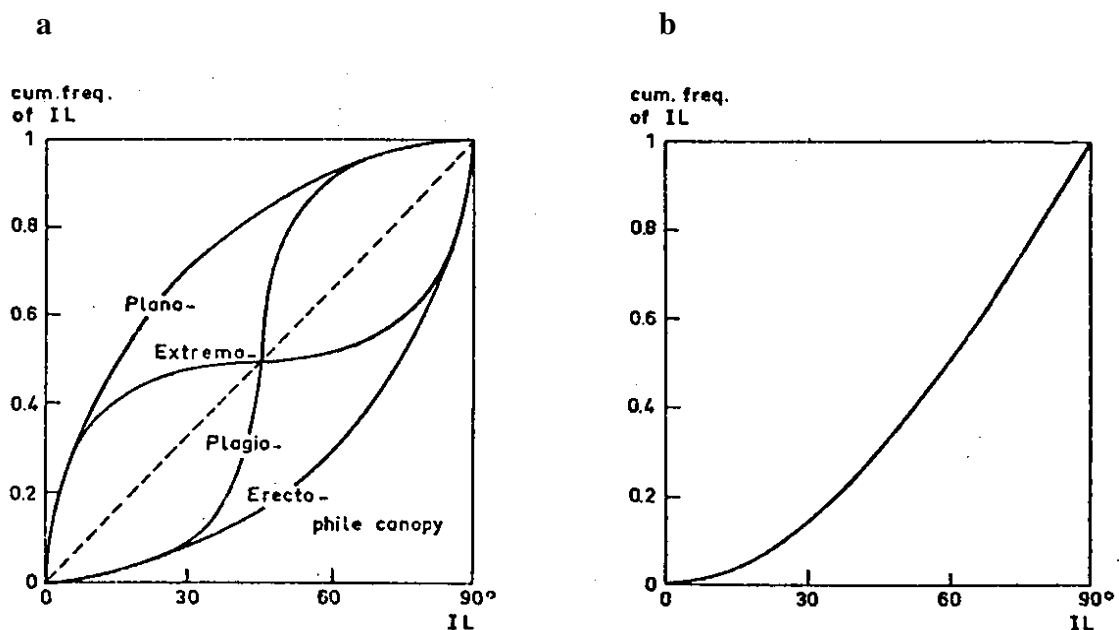 a
cum.freq.
of IL
1
0.8
0.6
0.4
0.2
0
Plano-
Extremo-
Plagio-
Erecto-
phile canopy
0 30 60 90°
IL
b
cum. freq.
of IL
1
0.8
0.6
0.4
0.2
0
0 30 60 90°
IL